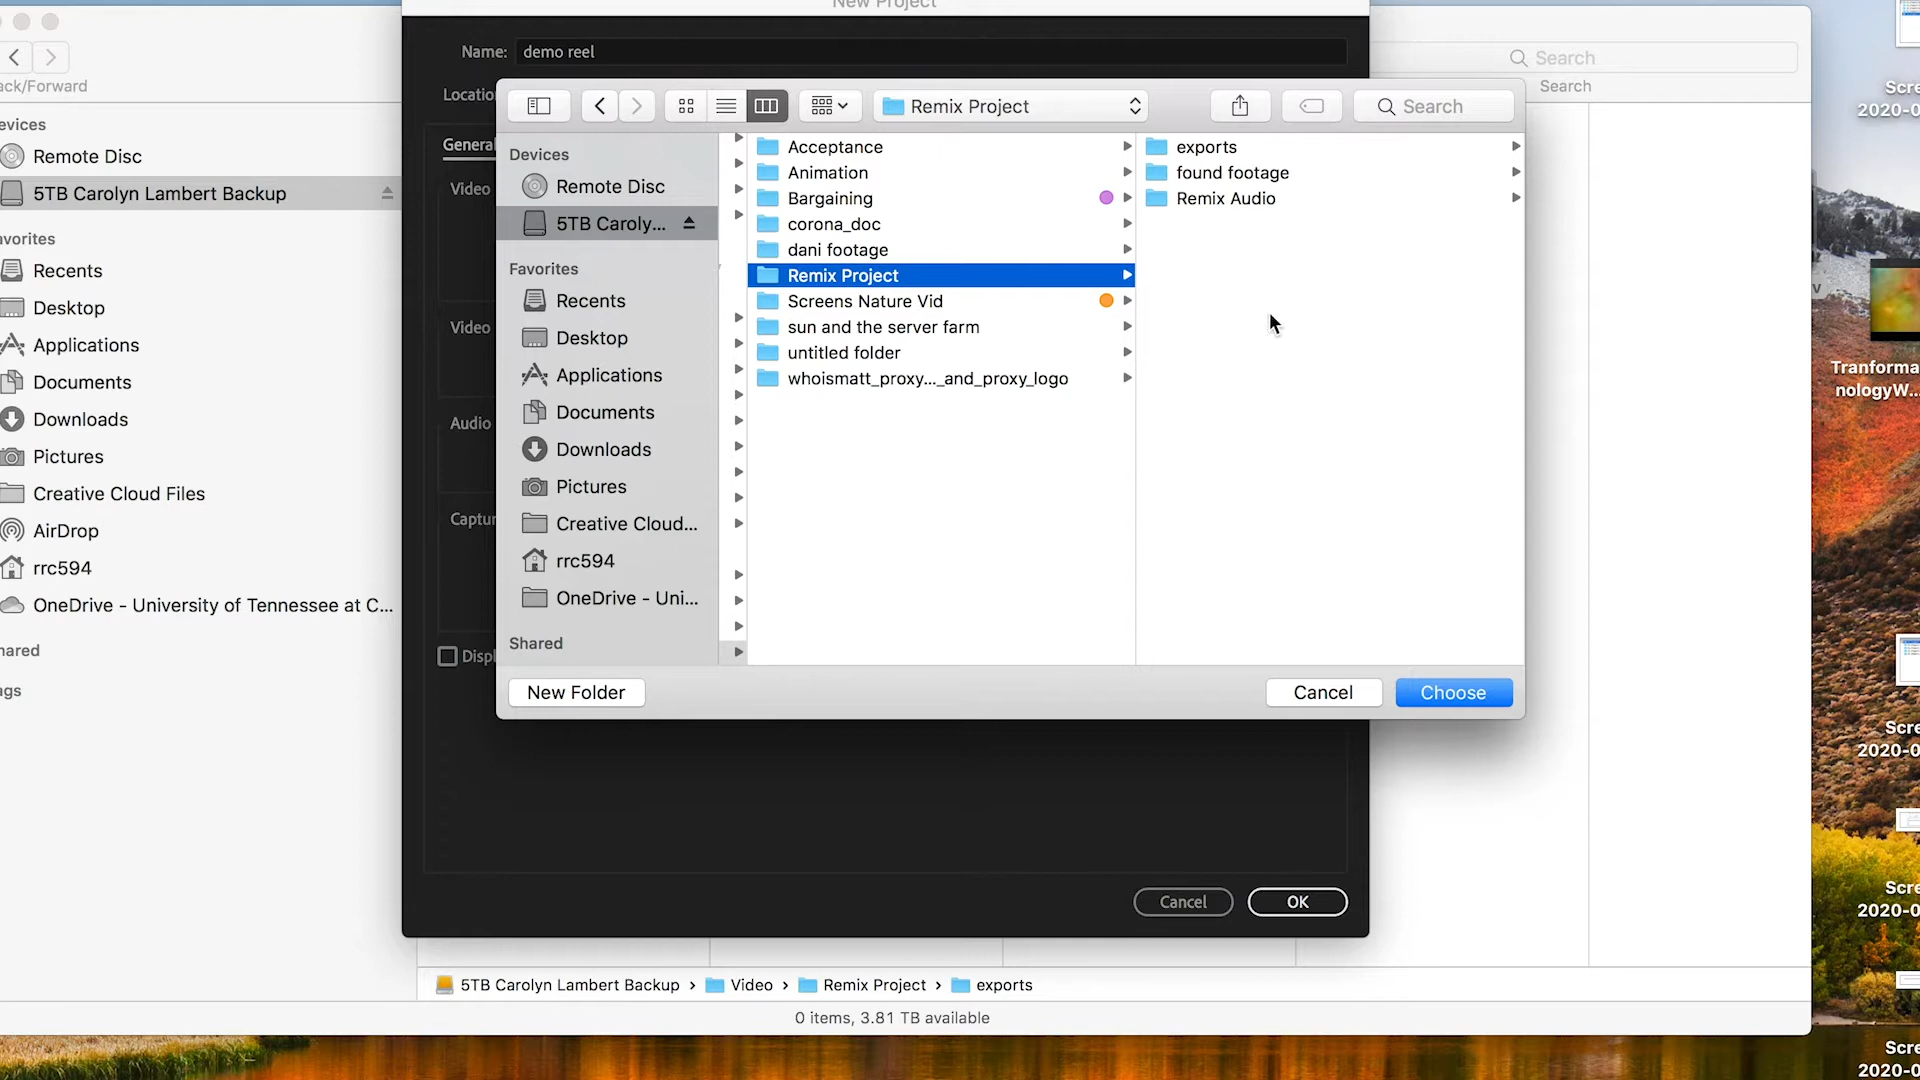 New Project
Name: demo reel
Search
Search
ack/Forward
Locatio
General
Video
Video
Audio
Captur
Displ
evices
Remote Disc
5TB Carolyn Lambert Backup
avorites
Recents
Desktop
Applications
Documents
Downloads
Pictures
Creative Cloud Files
AirDrop
rrc594
OneDrive - University of Tennessee at C...
hared
ags
Remix Project
Search
Devices
Remote Disc
5TB Caroly...
Favorites
Recents
Desktop
Applications
Documents
Downloads
Pictures
Creative Cloud...
rrc594
OneDrive - Uni...
Shared
Acceptance
Animation
Bargaining
corona_doc
dani footage
Remix Project
Screens Nature Vid
sun and the server farm
untitled folder
whoismatt_proxy..._and_proxy_logo
exports
found footage
Remix Audio
New Folder
Cancel
Choose
Cancel
OK
5TB Carolyn Lambert Backup › Video › Remix Project › exports
0 items, 3.81 TB available
Scre
2020-0
v
Tranforma
nologyW...
Scre
2020-0
Scre
2020-0
Scre
2020-0